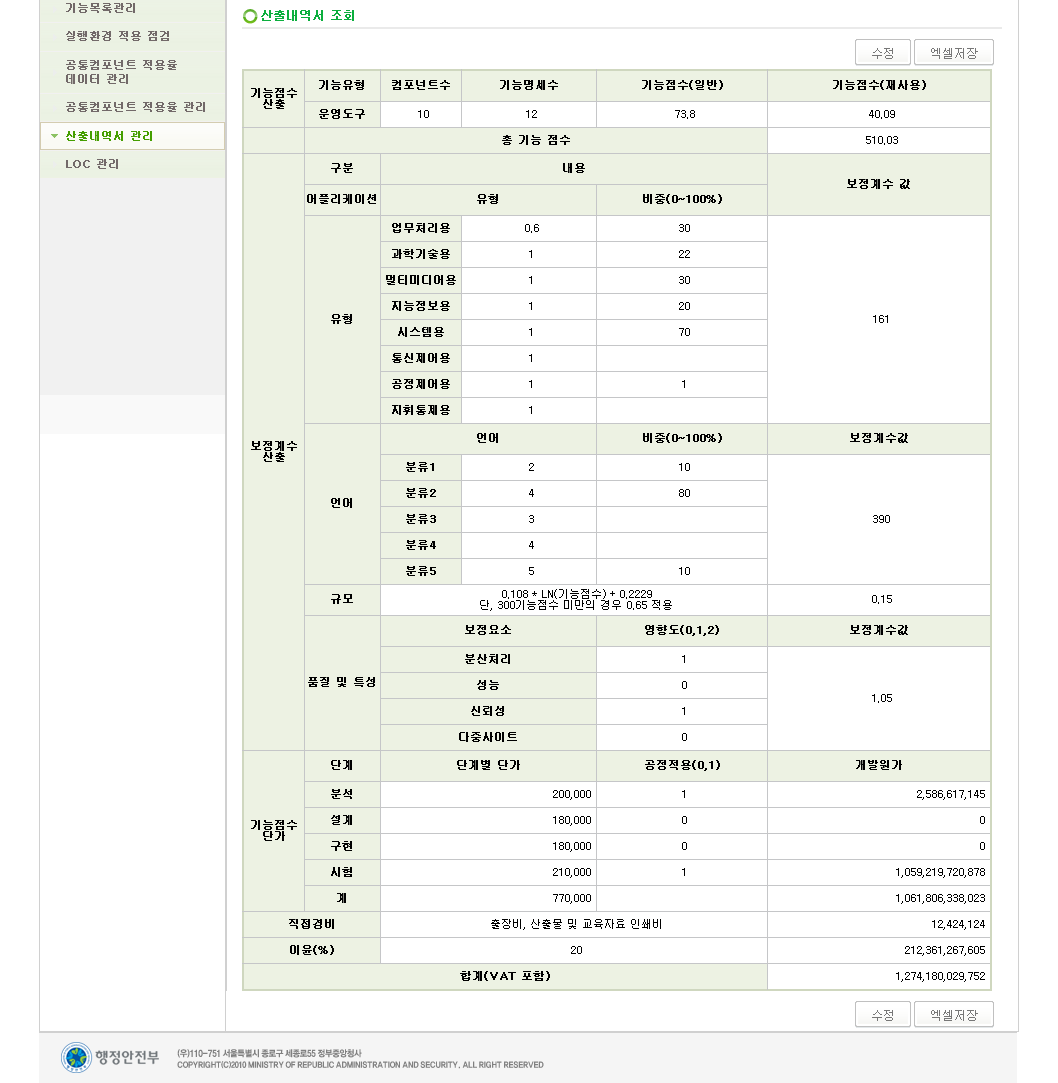 기능목록관리
실행환경 적용 점검
공통컴포넌트 적용율
데이터 관리
공통컴포넌트 적용율 관리
산출내역서 관리
LOC 관리
산출내역서 조회
수정 엑셀저장
기능점수
산출
기능유형 컴포넌트수 기능명세수 기능점수(일반) 기능점수(재사용)
운영도구 10 12 73.8 40.09
총 기능 점수 510.03
보정계수
산출
구분 내용 보정계수 값
어플리케이션 유형 비중(0~100%)
유형
업무처리용 0.6 30
과학기술용 1 22
멀티미디어용 1 30
지능정보용 1 20
시스템용 1 70
통신제어용 1
공정제어용 1 1
지휘통제용 1
161
언어
언어 비중(0~100%) 보정계수값
분류1 2 10
분류2 4 80
분류3 3
분류4 4
분류5 5 10
390
규모
0.108 * LN(기능점수) + 0.2229
단, 300기능점수 미만의 경우 0.65 적용
0.15
품질 및 특성
보정요소 영향도(0,1,2) 보정계수값
분산처리 1
성능 0
신뢰성 1
다중사이트 0
1.05
기능점수
단가
단계 단계별 단가 공정적용(0,1) 개발원가
분석 200,000 1 2,586,617,145
설계 180,000 0 0
구현 180,000 0 0
시험 210,000 1 1,059,219,720,878
계 770,000 1,061,806,338,023
직접경비 출장비, 산출물 및 교육자료 인쇄비 12,424,124
이윤(%) 20 212,361,267,605
합계(VAT 포함) 1,274,180,029,752
수정 엑셀저장
행정안전부
(우)110-751 서울특별시 종로구 세종로55 정부중앙청사
COPYRIGHT(C)2010 MINISTRY OF REPUBLIC ADMINISTRATION AND SECURITY. ALL RIGHT RESERVED